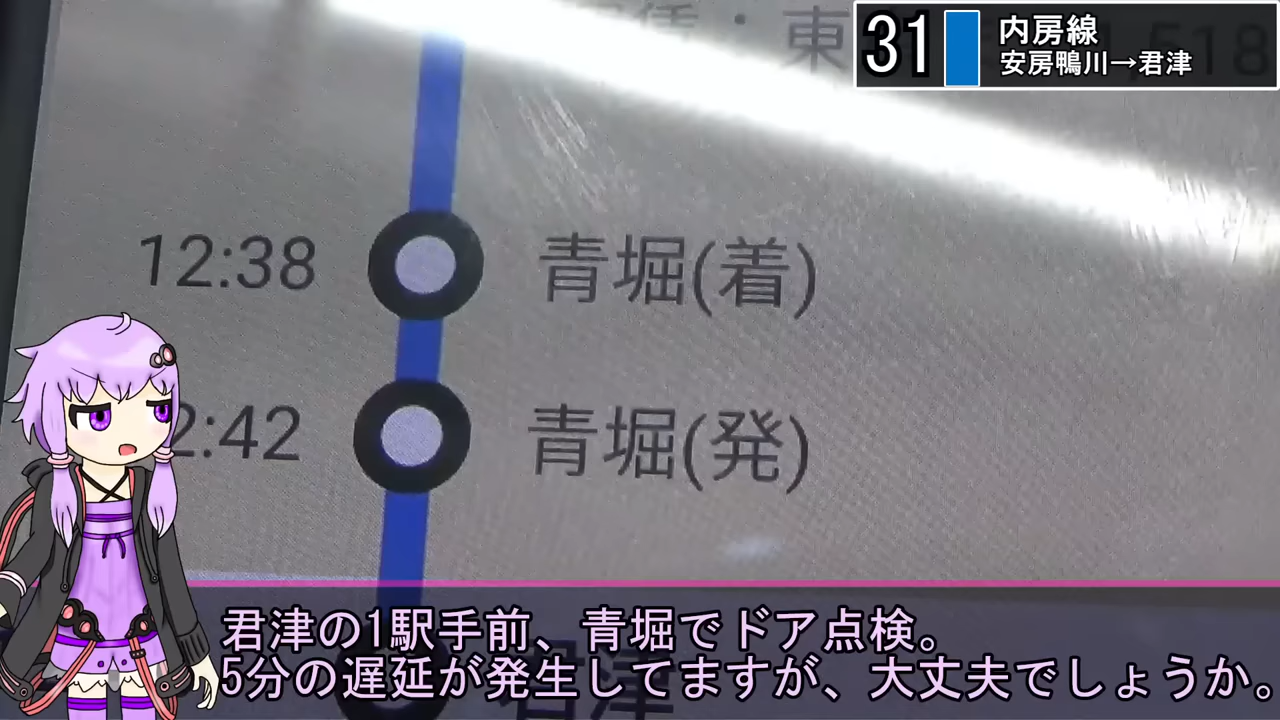 31
内房線
安房鴨川→君津
12:38 青堀(着)
2:42 青堀(発)
君津の1駅手前、青堀でドア点検。
5分の遅延が発生してますが、大丈夫でしょうか。
君津